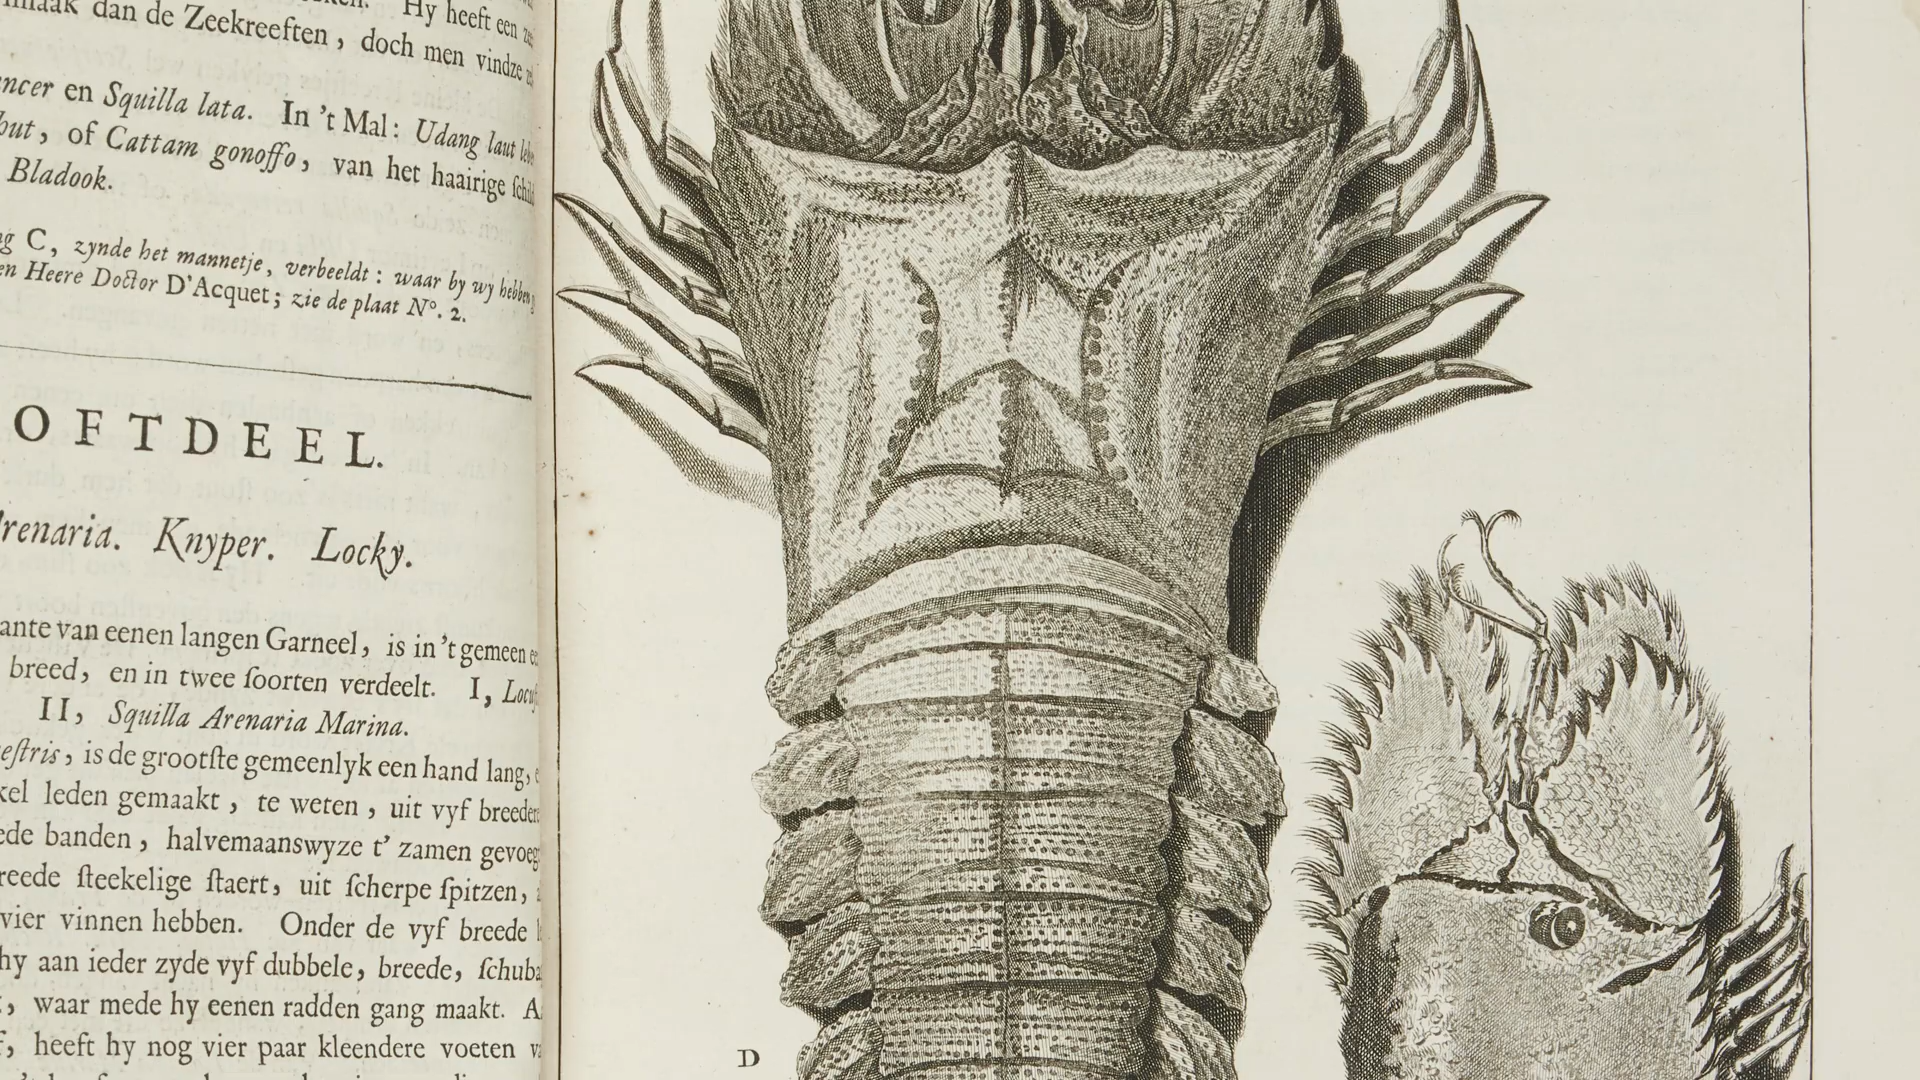 maak dan de Zeekreeften, doch men vindze
Hy heeft een
ncer en Squilla lata. In 't Mal: Udang laut
but, of Cattam gonoffo, van het haairige ſchil
Bladook.
g C, zynde het mannetje, verbeeldt: waar by wy hebben
en Heere Doctor D'Acquet; zie de plaat N°. 2.
OFTDEEL.
renaria. Knyper. Locky.
ante van eenen langen Garneel, is in 't gemeen
breed, en in twee ſoorten verdeelt. I, Locuſ
II, Squilla Arenaria Marina.
eſtris, is de grootſte gemeenlyk een hand lang,
kel leden gemaakt, te weten, uit vyf breeder
ede banden, halvemaanswyze t' zamen gevoeg
reede ſteekelige ſtaert, uit ſcherpe ſpitzen,
vier vinnen hebben. Onder de vyf breede
hy aan ieder zyde vyf dubbele, breede, ſchub
, waar mede hy eenen radden gang maakt. A
, heeft hy nog vier paar kleendere voeten v
D